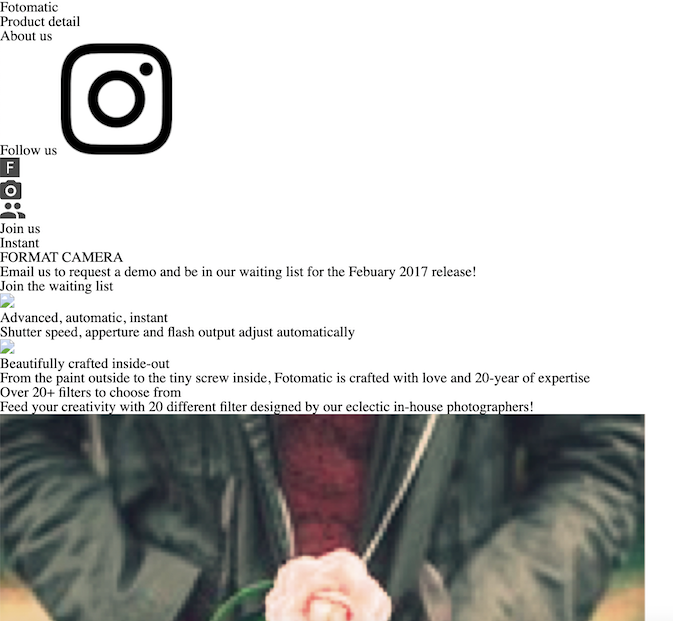 Fotomatic
Product detail
About us
Follow us
F
Join us
Instant
FORMAT CAMERA
Email us to request a demo and be in our waiting list for the Febuary 2017 release!
Join the waiting list
Advanced, automatic, instant
Shutter speed, apperture and flash output adjust automatically
Beautifully crafted inside-out
From the paint outside to the tiny screw inside, Fotomatic is crafted with love and 20-year of expertise
Over 20+ filters to choose from
Feed your creativity with 20 different filter designed by our eclectic in-house photographers!